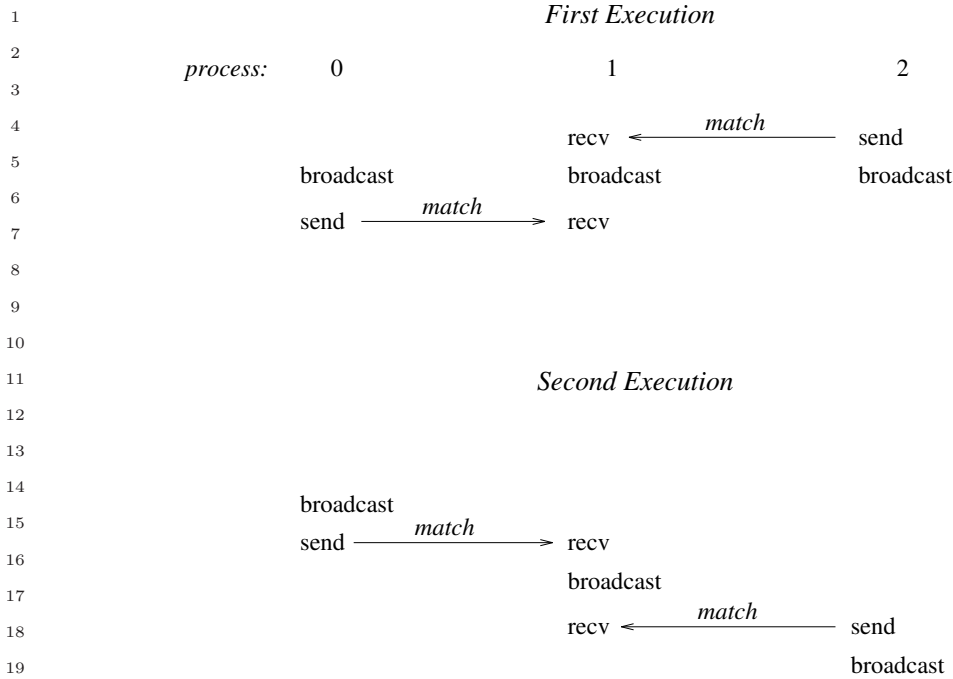 1 First Execution
2
process: 0 1 2
3
4 match
recv send
5
broadcast broadcast broadcast
6
match
send recv
7
8
9
10
11 Second Execution
12
13
14
broadcast
15 match
send recv
16
broadcast
17
match
18 recv send
19 broadcast